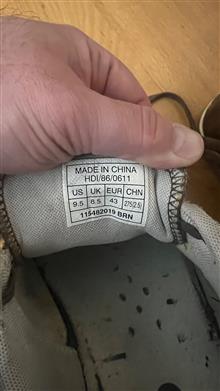 MADE IN CHINA
HDI/86/0611
US UK EUR CHN
9.5 8.5 43 275(2.5)
115482019 BRN